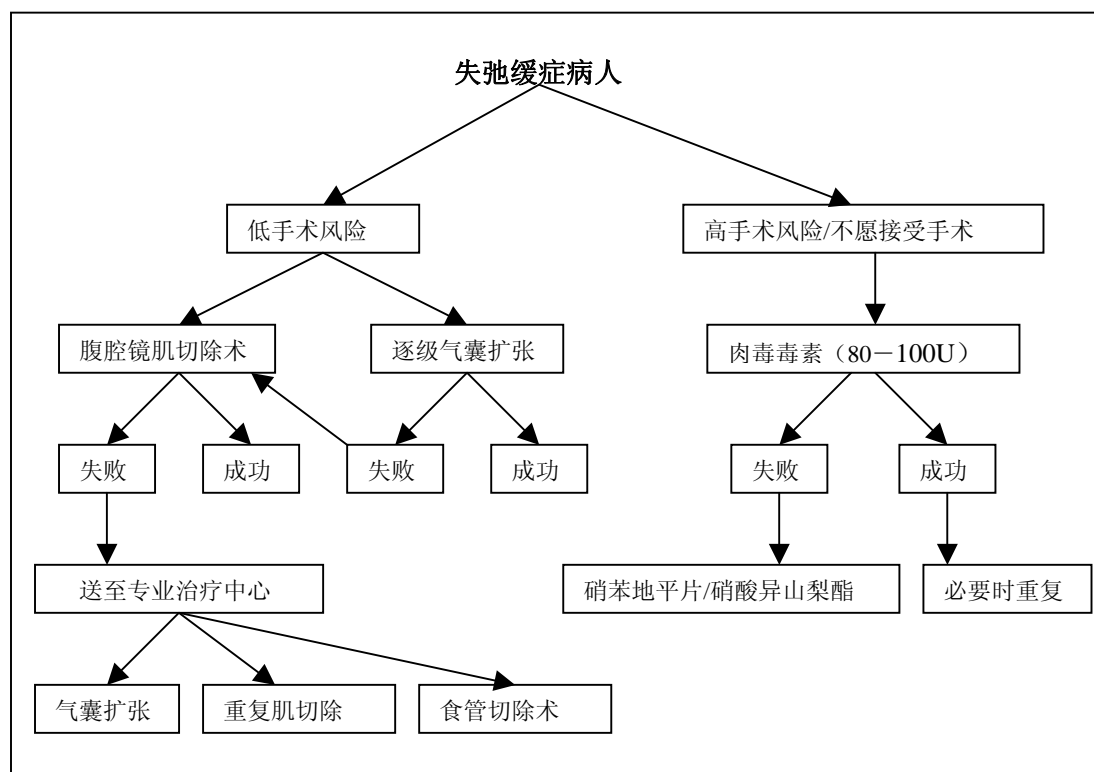 失弛缓症病人
低手术风险
高手术风险/不愿接受手术
腹腔镜肌切除术
逐级气囊扩张
肉毒毒素（80－100U）
失败
成功
失败
成功
失败
成功
送至专业治疗中心
硝苯地平片/硝酸异山梨酯
必要时重复
气囊扩张
重复肌切除
食管切除术